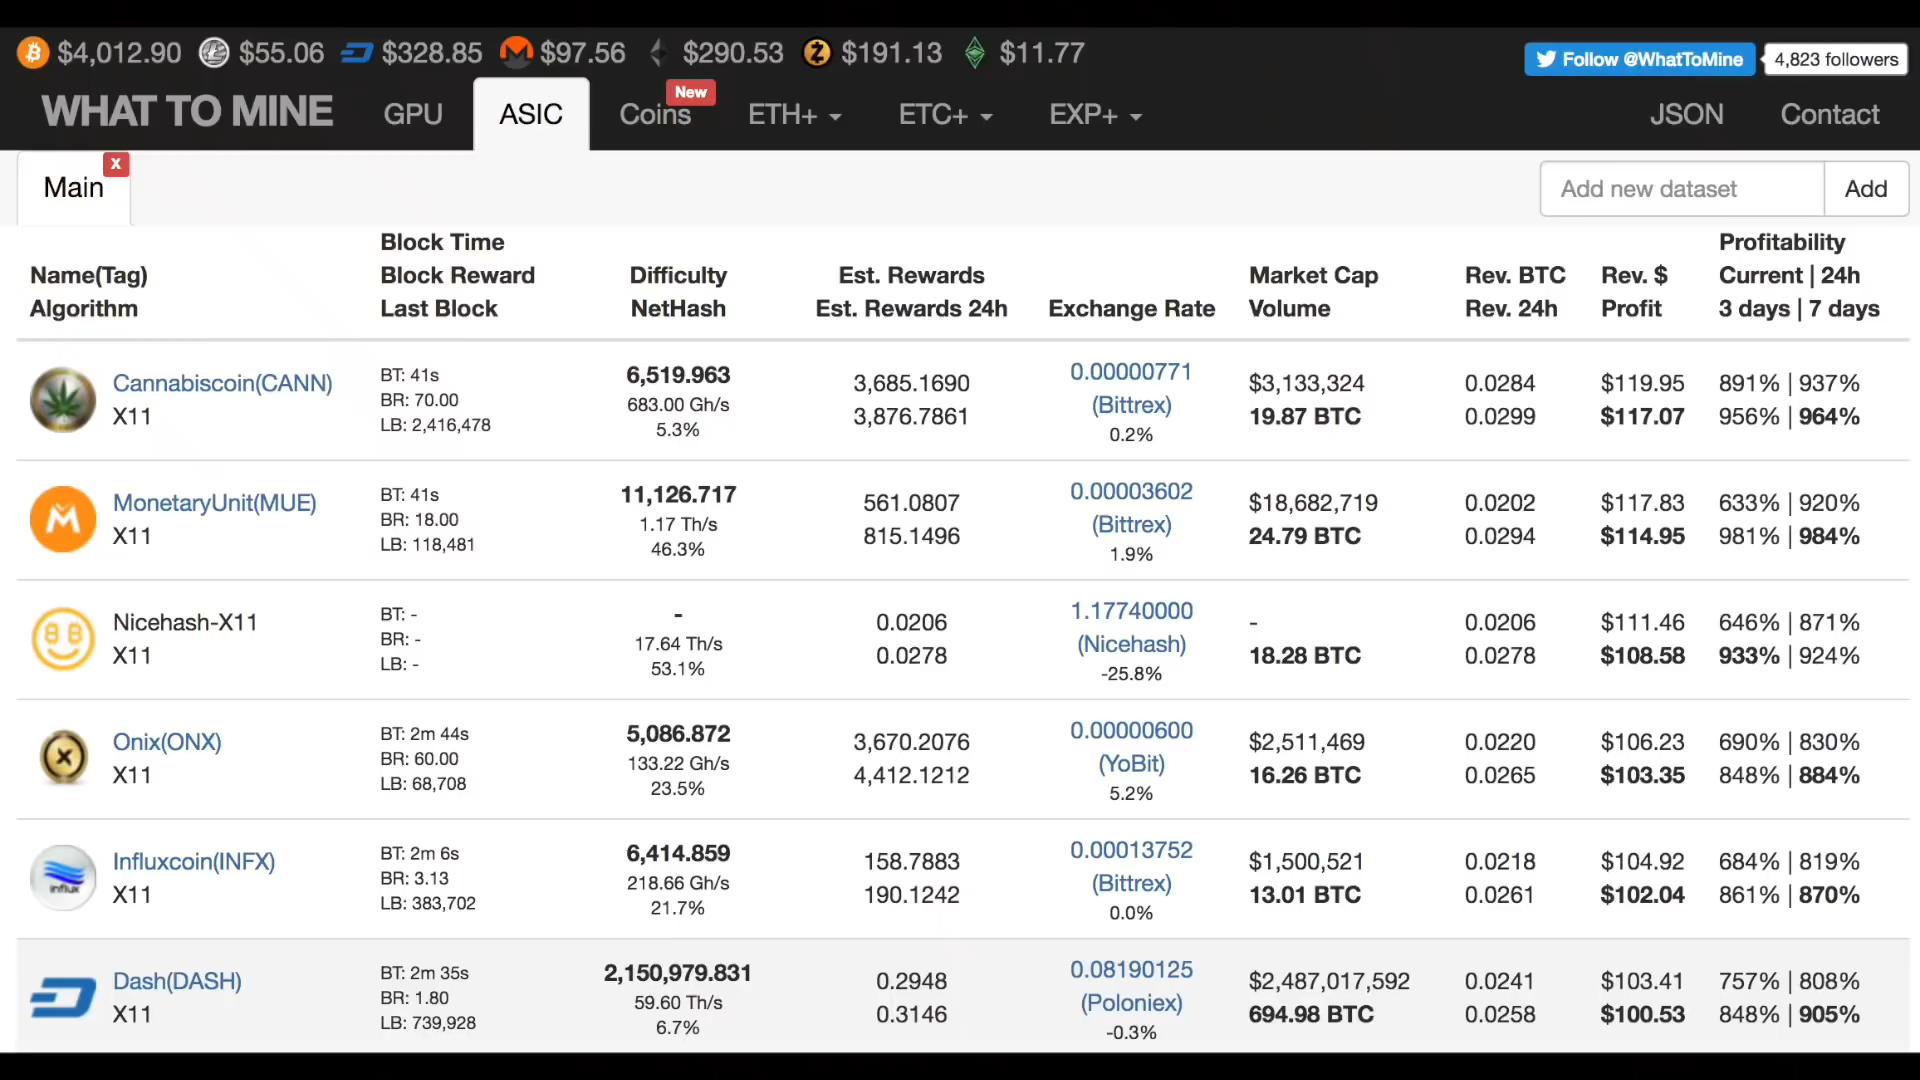 $4,012.90 $55.06 $328.85 $97.56 $290.53 $191.13 $11.77
Follow @WhatToMine 4,823 followers
WHAT TO MINE GPU ASIC Coins New ETH+ ETC+ EXP+ JSON Contact
Main x Add new dataset Add
Name(Tag)
Algorithm
Block Time
Block Reward
Last Block
Difficulty
NetHash
Est. Rewards
Est. Rewards 24h
Exchange Rate
Market Cap
Volume
Rev. BTC
Rev. 24h
Rev. $
Profit
Profitability
Current | 24h
3 days | 7 days
Cannabiscoin(CANN)
X11
BT: 41s
BR: 70.00
LB: 2,416,478
6,519.963
683.00 Gh/s
5.3%
3,685.1690
3,876.7861
0.00000771
(Bittrex)
0.2%
$3,133,324
19.87 BTC
0.0284
0.0299
$119.95
$117.07
891% | 937%
956% | 964%
MonetaryUnit(MUE)
X11
BT: 41s
BR: 18.00
LB: 118,481
11,126.717
1.17 Th/s
46.3%
561.0807
815.1496
0.00003602
(Bittrex)
1.9%
$18,682,719
24.79 BTC
0.0202
0.0294
$117.83
$114.95
633% | 920%
981% | 984%
Nicehash-X11
X11
BT: -
BR: -
LB: -
-
17.64 Th/s
53.1%
0.0206
0.0278
1.17740000
(Nicehash)
-25.8%
-
18.28 BTC
0.0206
0.0278
$111.46
$108.58
646% | 871%
933% | 924%
Onix(ONX)
X11
BT: 2m 44s
BR: 60.00
LB: 68,708
5,086.872
133.22 Gh/s
23.5%
3,670.2076
4,412.1212
0.00000600
(YoBit)
5.2%
$2,511,469
16.26 BTC
0.0220
0.0265
$106.23
$103.35
690% | 830%
848% | 884%
influx
Influxcoin(INFX)
X11
BT: 2m 6s
BR: 3.13
LB: 383,702
6,414.859
218.66 Gh/s
21.7%
158.7883
190.1242
0.00013752
(Bittrex)
0.0%
$1,500,521
13.01 BTC
0.0218
0.0261
$104.92
$102.04
684% | 819%
861% | 870%
Dash(DASH)
X11
BT: 2m 35s
BR: 1.80
LB: 739,928
2,150,979.831
59.60 Th/s
6.7%
0.2948
0.3146
0.08190125
(Poloniex)
-0.3%
$2,487,017,592
694.98 BTC
0.0241
0.0258
$103.41
$100.53
757% | 808%
848% | 905%